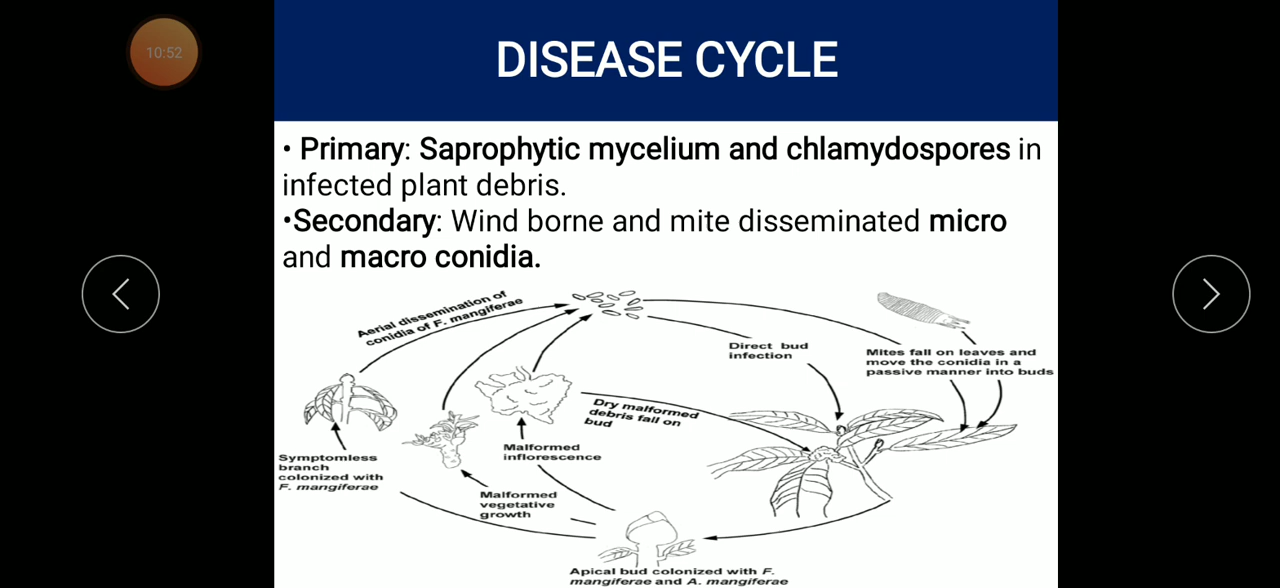 10:52
DISEASE CYCLE
• Primary: Saprophytic mycelium and chlamydospores in
infected plant debris.
•Secondary: Wind borne and mite disseminated micro
and macro conidia.
Aerial dissemination of
conidia of F. mangiferae
Direct bud
infection
Mites fall on leaves and
move the conidia in a
passive manner into buds
Dry malformed
debris fall on
bud
Malformed
inflorescence
Symptomless
branch
colonized with
F. mangiferae
Malformed
vegetative
growth
Apical bud colonized with F.
mangiferae and A. mangiferae